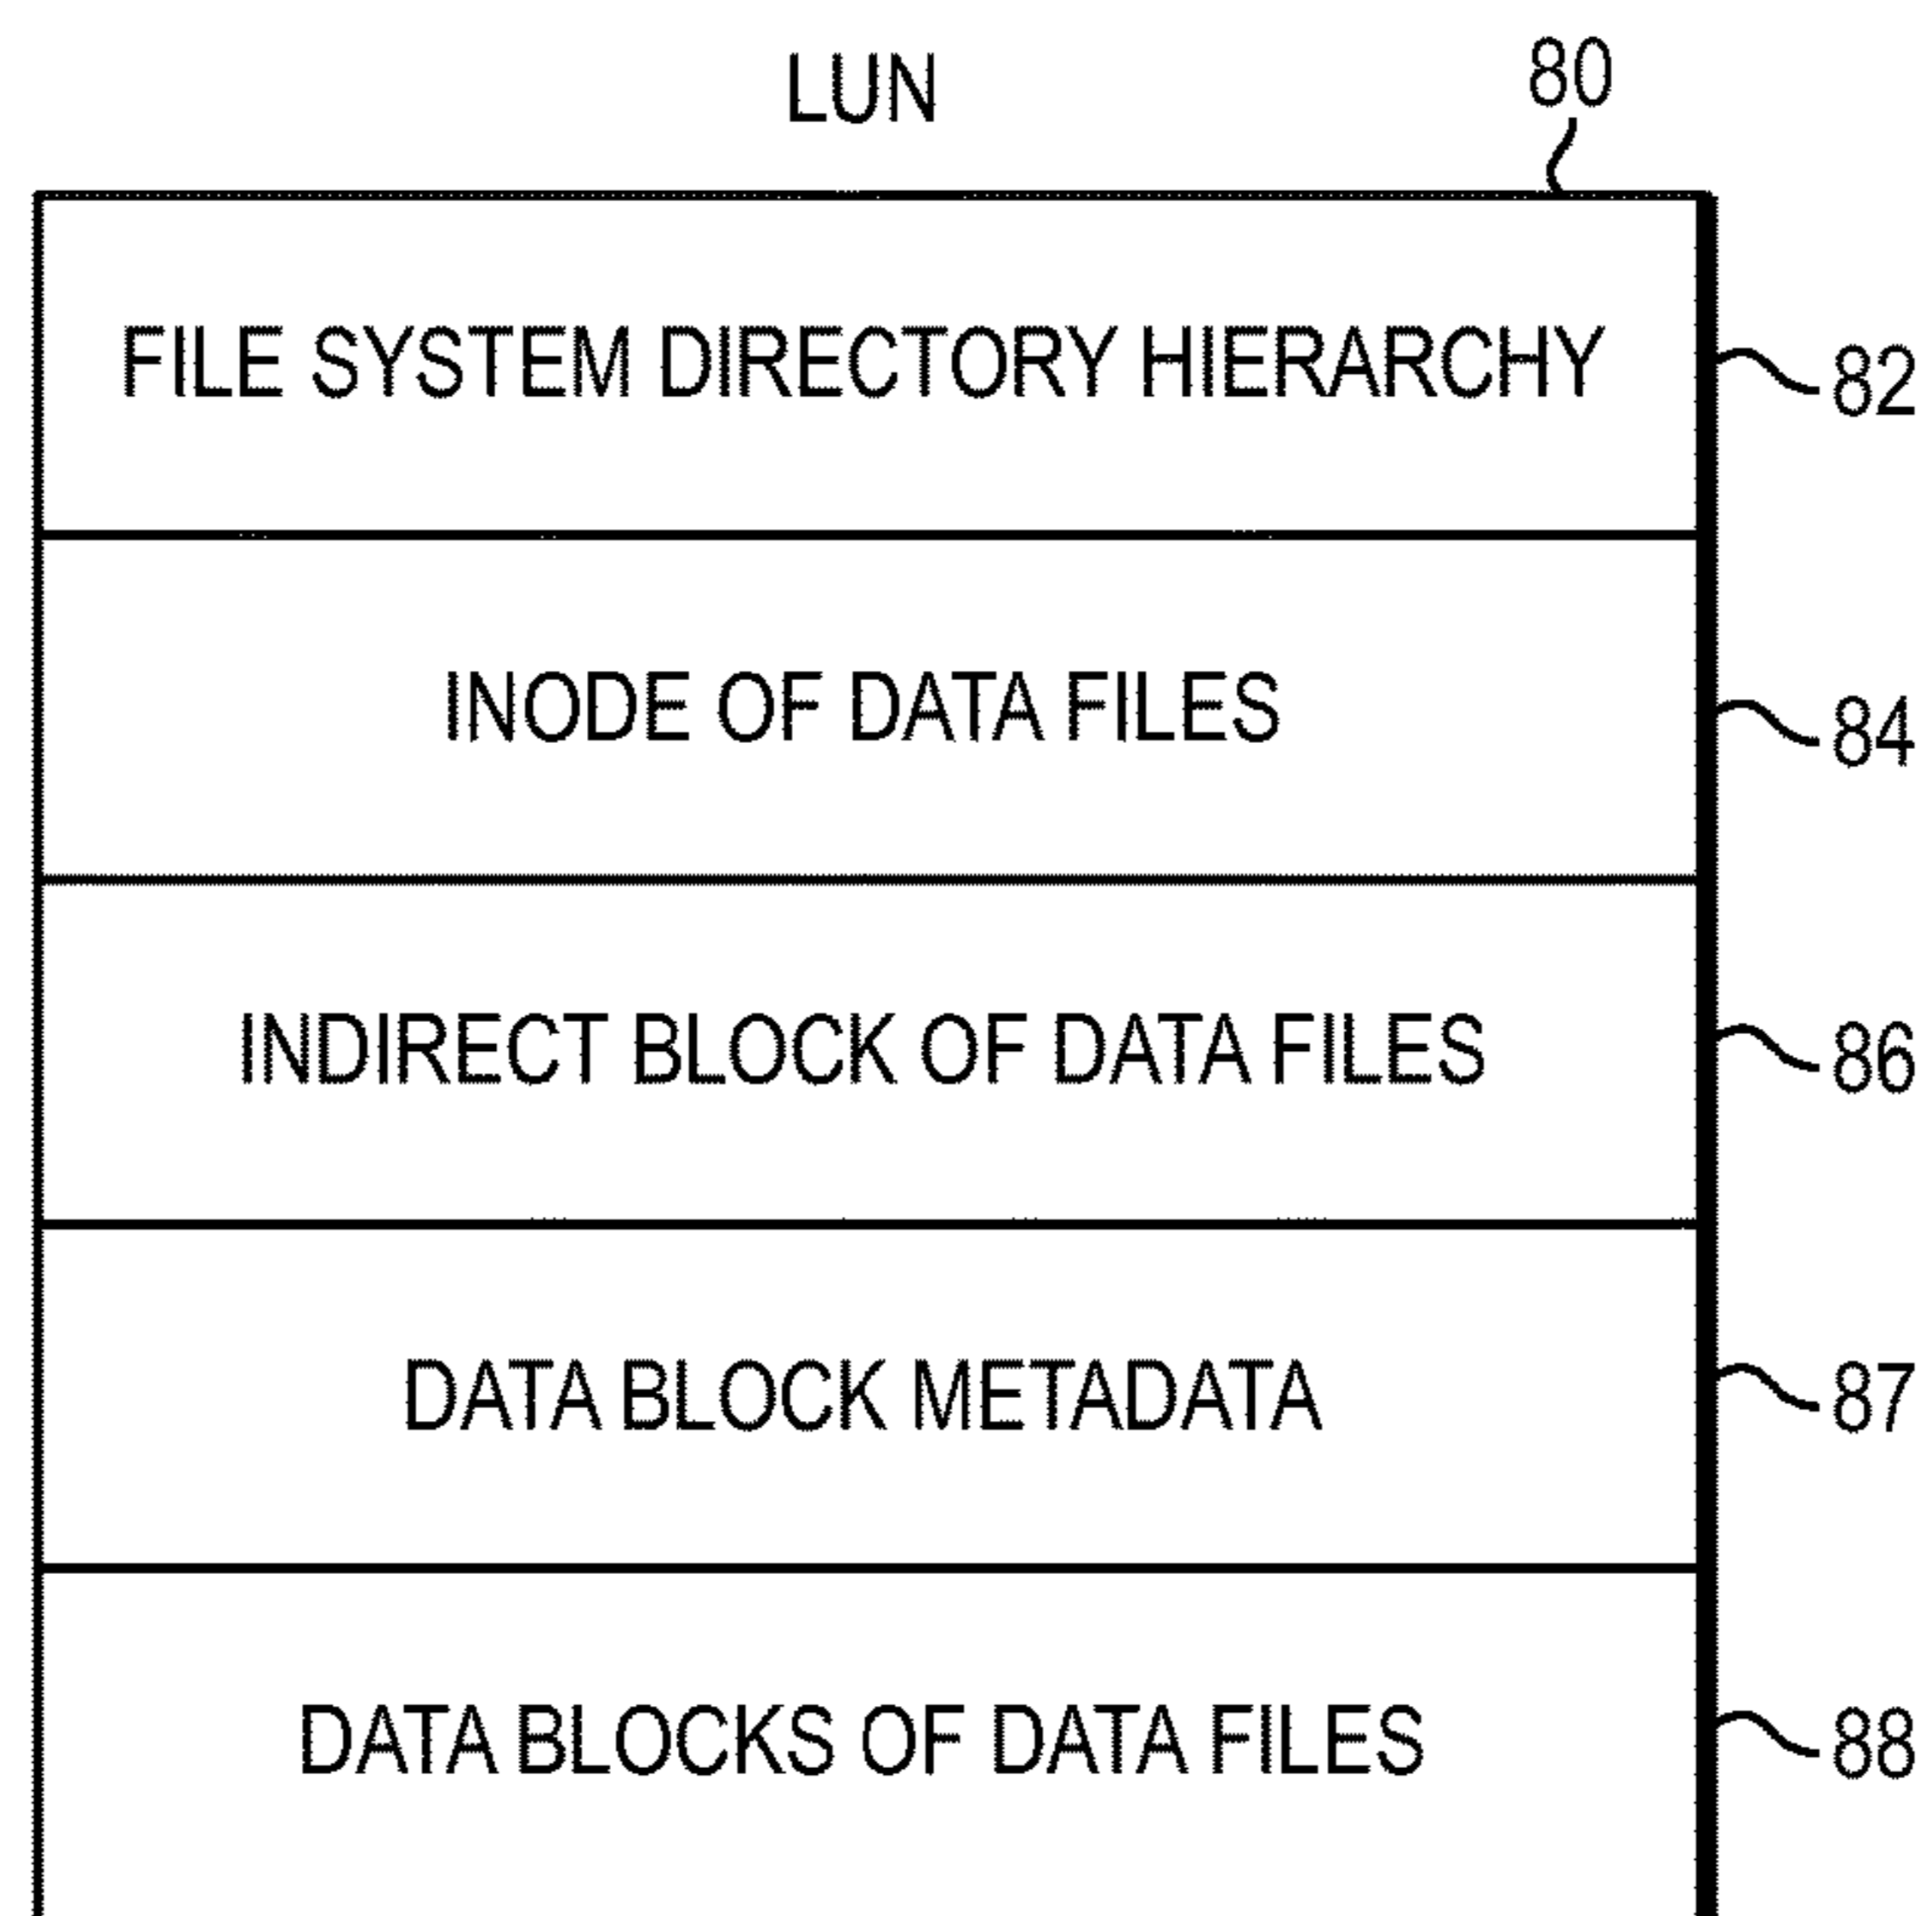 LUN
80
FILE SYSTEM DIRECTORY HIERARCHY
82
INODE OF DATA FILES
84
INDIRECT BLOCK OF DATA FILES
86
DATA BLOCK METADATA
87
DATA BLOCKS OF DATA FILES
88